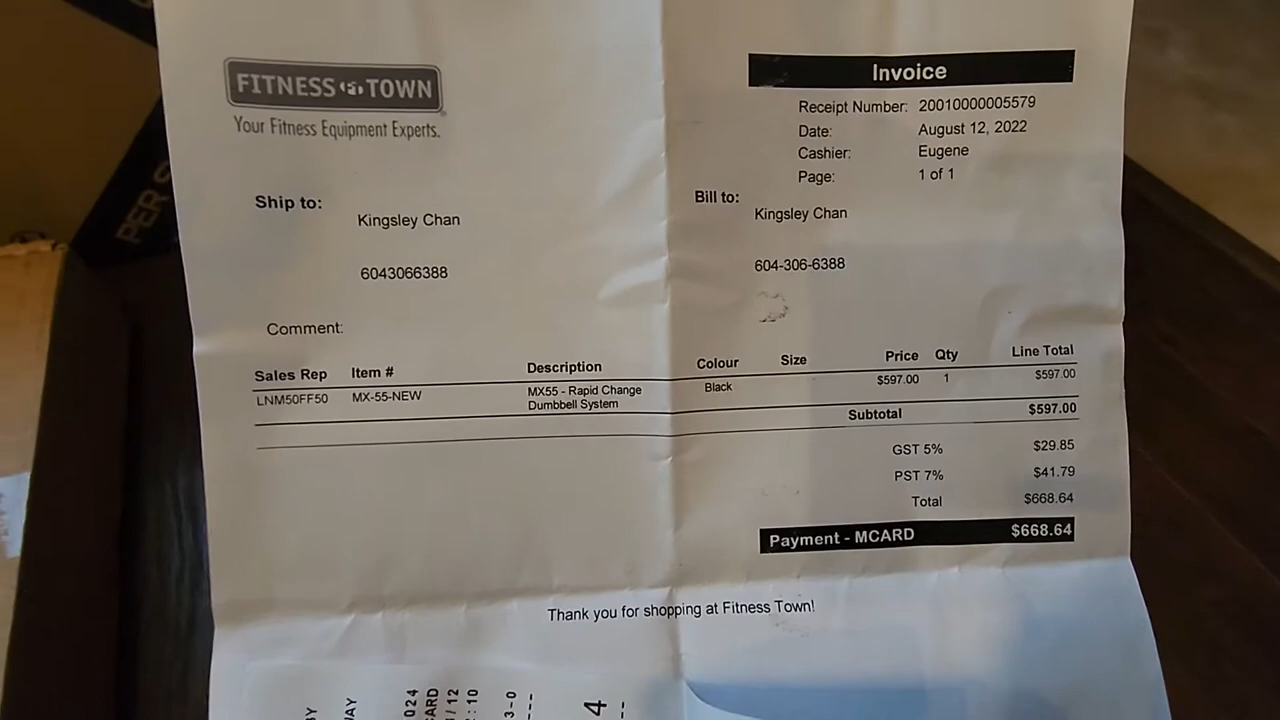 FITNESS TOWN
Your Fitness Equipment Experts.
Invoice
Receipt Number: 20010000005579
Date: August 12, 2022
Cashier: Eugene
Page: 1 of 1
Ship to:
Kingsley Chan
6043066388
Bill to:
Kingsley Chan
604-306-6388
Comment:
Sales Rep Item # Description Colour Size Price Qty Line Total
LNM50FF50 MX-55-NEW MX55 - Rapid Change Black $597.00 1 $597.00
Dumbbell System
Subtotal $597.00
GST 5% $29.85
PST 7% $41.79
Total $668.64
Payment - MCARD $668.64
Thank you for shopping at Fitness Town!
PER